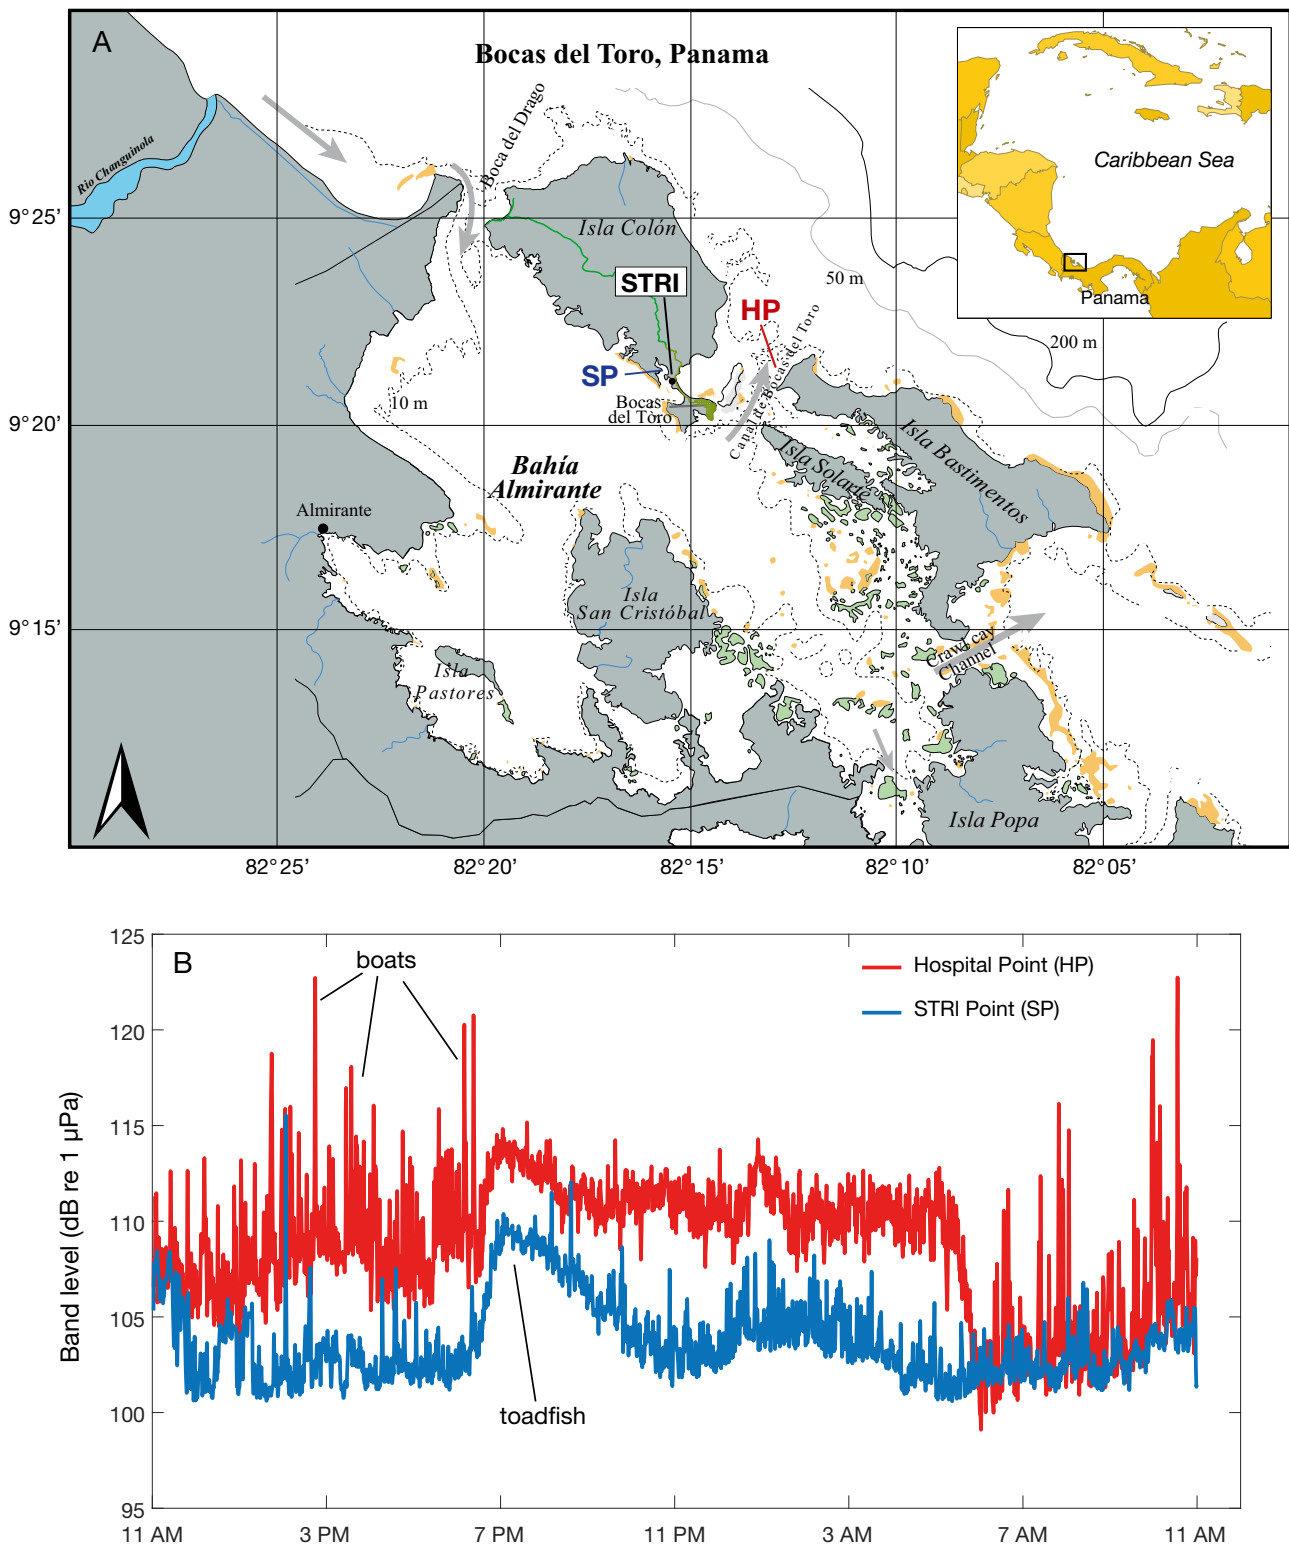 A
Bocas del Toro, Panama
Caribbean Sea
Panama
Rio Changuinola
Boca del Drago
Isla Colón
9°25’
STRI
50 m
HP
200 m
SP
Canal de Bocas del Toro
10 m
Bocas
del Toro
9°20’
Isla Bastimentos
Isla Solarte
Bahía
Almirante
Almirante
Isla
San Cristóbal
9°15’
Crawl cay
Channel
Isla
Pastores
Isla Popa
82°25’
82°20’
82°15’
82°10’
82°05’
B
boats
Hospital Point (HP)
STRI Point (SP)
toadfish
Band level (dB re 1 µPa)
125
120
115
110
105
100
95
11 AM
3 PM
7 PM
11 PM
3 AM
7 AM
11 AM